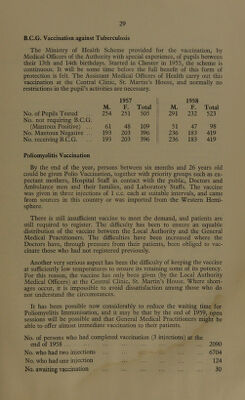 29
B.C.G. Vaccination against Tuberculosis
The Ministry of Health Scheme provided for the vaccination, by
Medical Officers of the Authority with special experience, of pupils between
their 13th and 14th birthdays. Started in Chester in 1955, the scheme is
continuous. It will be some time before the full benefit of this form of
protection is felt. The Assistant Medical Officers of Health carry out this
vaccination at the Central Clinic, St. Martin's House, and normally no
restrictions in the pupil's activities are necessary.
1957 1958
M. F. Total M. F. Total
No. of Pupils Tested 254 251 505 291 232 523
No. not requiring B.C.G.
(Mantoux Positive) ... 61 48 109 51 47 98
No. Mantoux Negative ... 193 203 396 236 183 419
No. receiving B.C.G. 193 203 396 236 183 419
Poliomyelitis Vaccination
By the end of the year, persons between six months and 26 years old
could be given Polio Vaccination, together with priority groups such as ex-
pectant mothers, Hospital Staff in contact with the public, Doctors and
Ambulance men and their families, and Laboratory Staffs. The vaccine
was given in three injections of 1 c.c. each at suitable intervals, and came
from sources in this country or was imported from the Western Hemi-
sphere.
There is still insufficient vaccine to meet the demand, and patients are
still required to register. The difficulty has been to ensure an equable
distribution of the vaccine between the Local Authority and the General
Medical Practitioners. The difficulties have been increased where the
Doctors have, through pressure from their patients, been obliged to vac-
cinate those who had not registered previously.
Another very serious aspect has been the difficulty of keeping the vaccine
at sufficiently low temperatures to ensure its retaining some of its potency.
For this reason, the vaccine has only been given (by the Local Authority
Medical Officers) at the Central Clinic, St. Martin's House. Where short-
ages occur, it is impossible to avoid dissatisfaction among those who do
not understand the circumstances.
It has been possible now considerably to reduce the waiting time for
Poliomyelitis Immunisation, and it may be that by the end of 1959, open
sessions will be possible and that General Medical Practitioners might be
able to offer almost immediate vaccination to their patients.
No. of persons who had completed vaccination (3 injections) at the
end of 1958 ... 2090
No. who had two injections 6704
No. who had one injection 124
No. awaiting vaccination 30